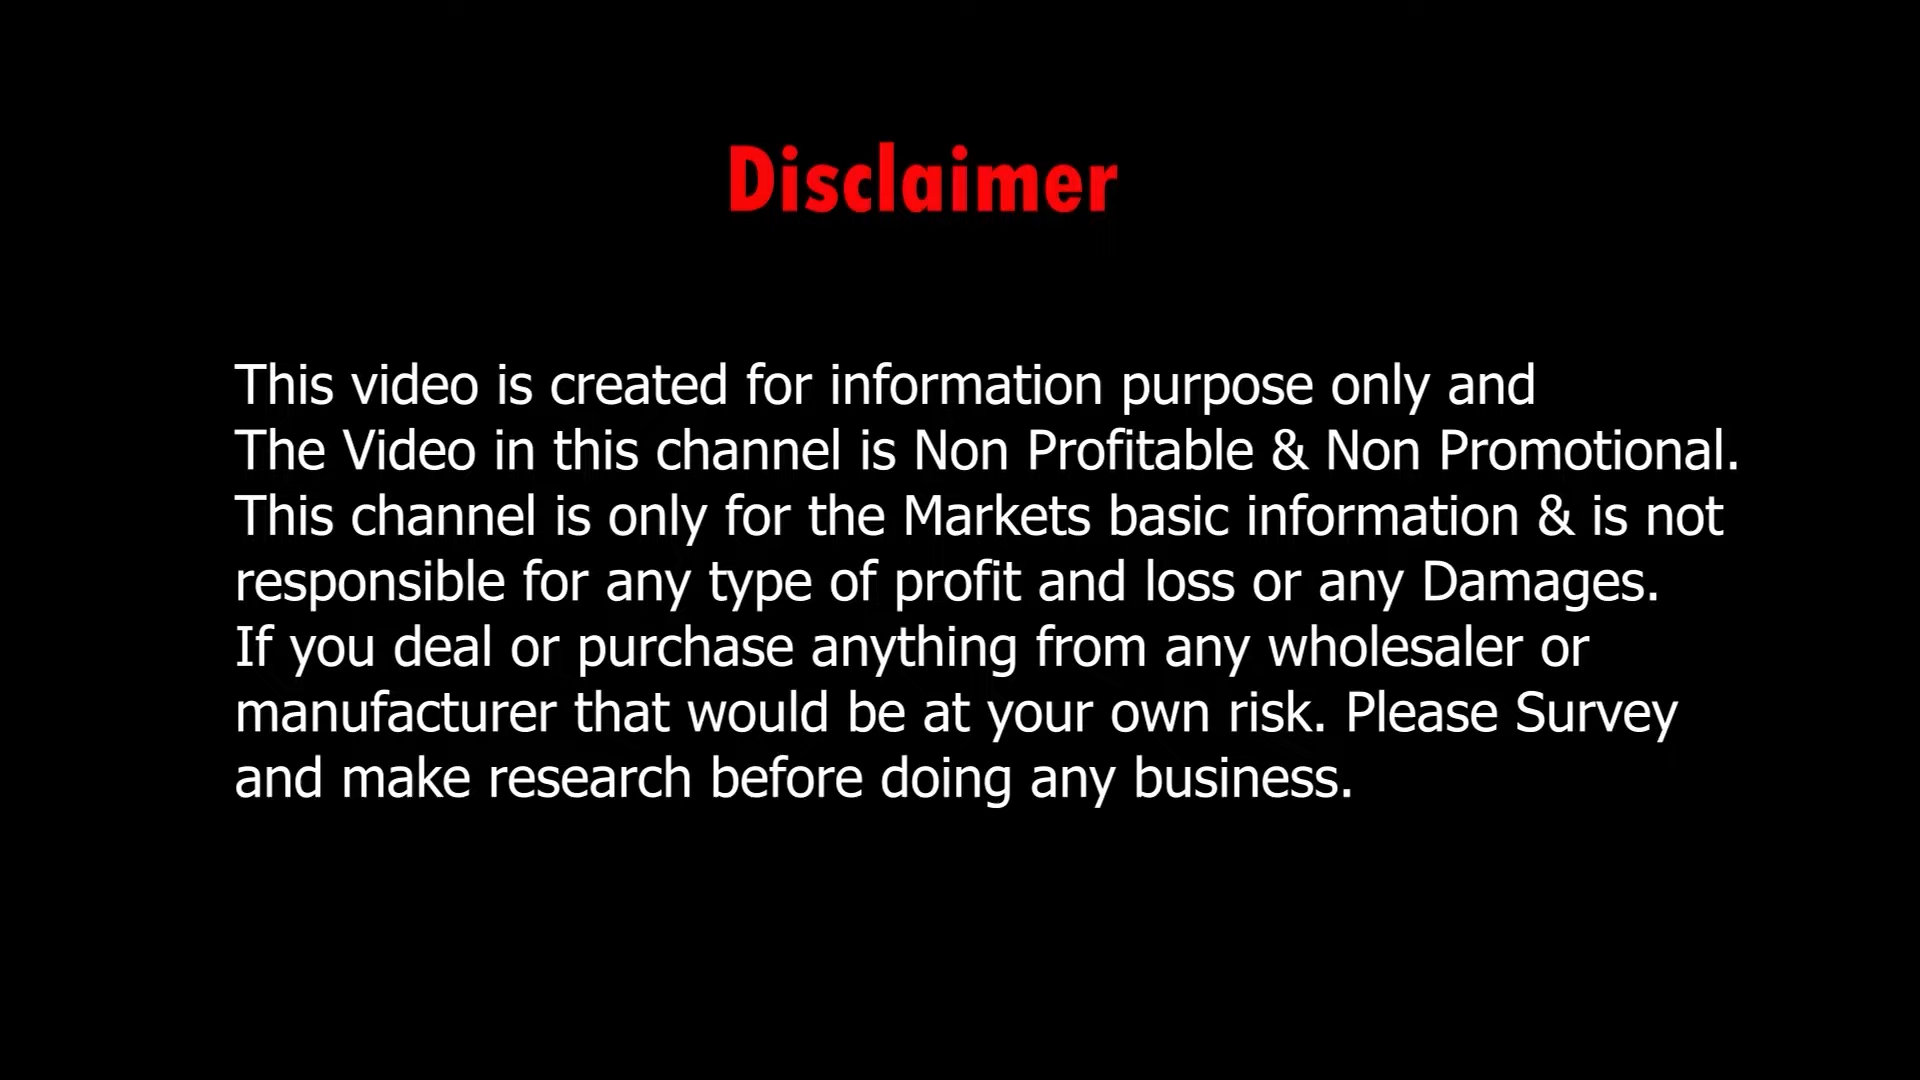 Disclaimer
This video is created for information purpose only and
The Video in this channel is Non Profitable & Non Promotional.
This channel is only for the Markets basic information & is not
responsible for any type of profit and loss or any Damages.
If you deal or purchase anything from any wholesaler or
manufacturer that would be at your own risk. Please Survey
and make research before doing any business.